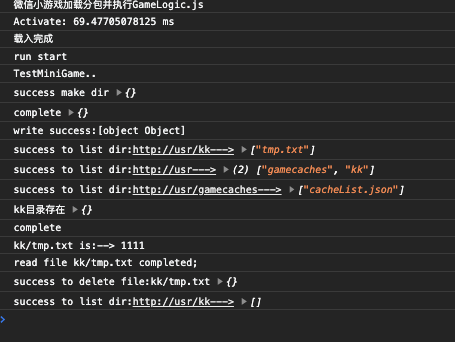 微信小游戏加载分包并执行GameLogic.js
Activate: 69.47705078125 ms
载入完成
run start
TestMiniGame..
success make dir ▶{}
complete ▶{}
write success:[object Object]
success to list dir:http://usr/kk---> ▶["tmp.txt"]
success to list dir:http://usr---> ▶(2) ["gamecaches", "kk"]
success to list dir:http://usr/gamecaches---> ▶["cacheList.json"]
kk目录存在 ▶{}
complete
kk/tmp.txt is:--> 1111
read file kk/tmp.txt completed;
success to delete file:kk/tmp.txt ▶{}
success to list dir:http://usr/kk---> ▶[]